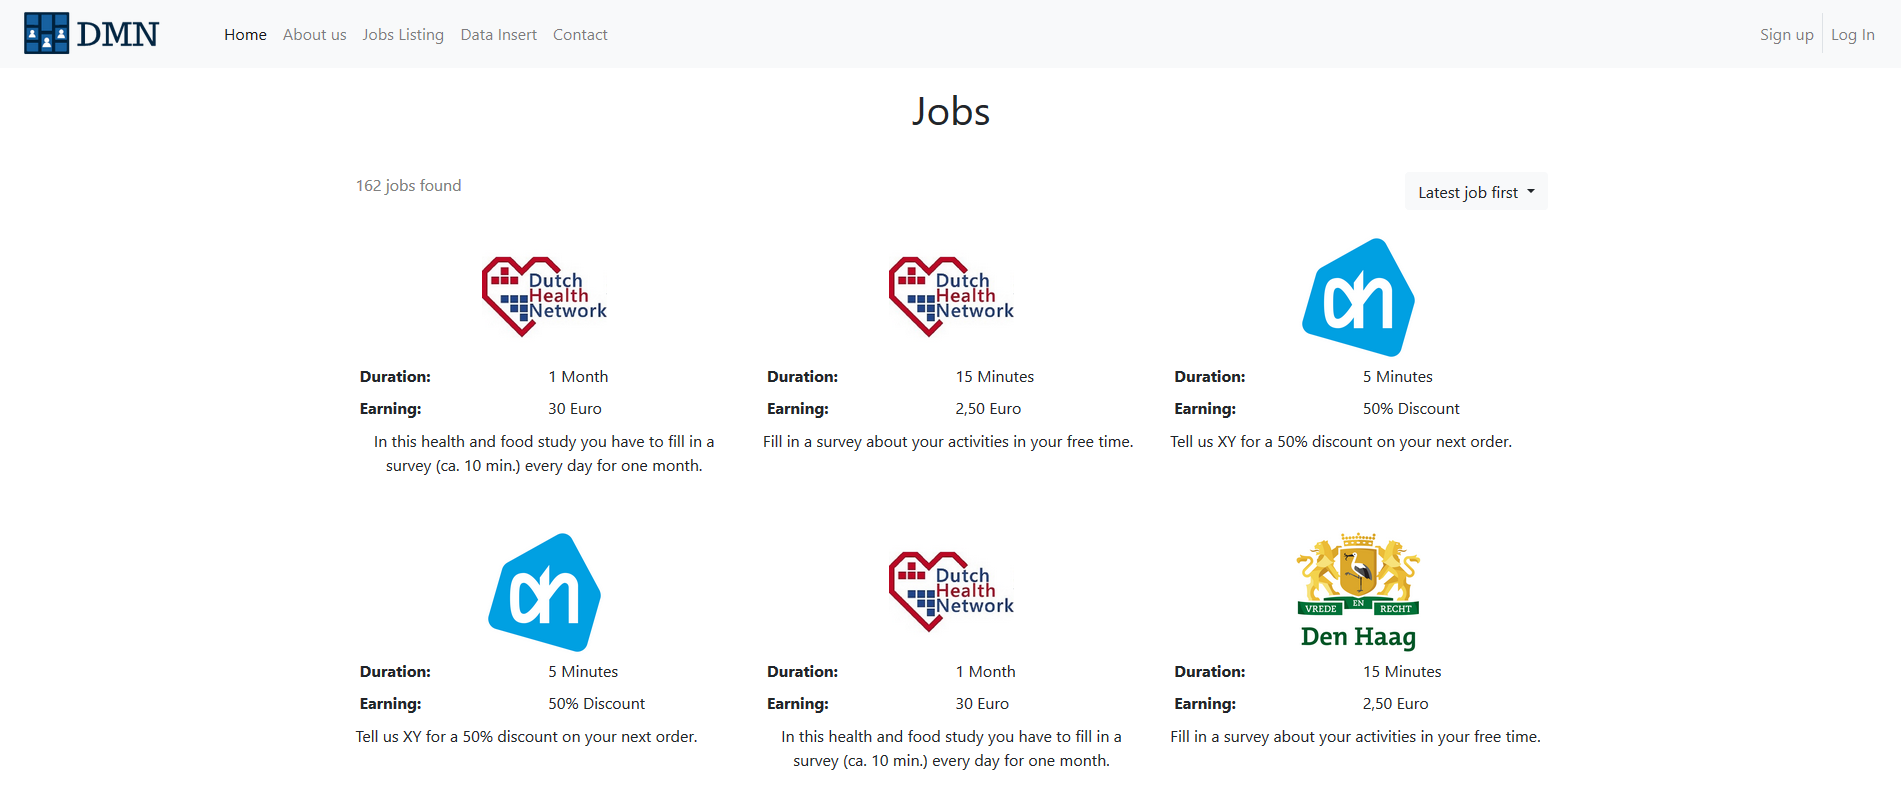 DMN
Home About us Jobs Listing Data Insert Contact Sign up Log In
Jobs
162 jobs found
Latest job first
Dutch
Health
Network
Duration: 1 Month
Earning: 30 Euro
In this health and food study you have to fill in a
survey (ca. 10 min.) every day for one month.
Dutch
Health
Network
Duration: 15 Minutes
Earning: 2,50 Euro
Fill in a survey about your activities in your free time.
ah
Duration: 5 Minutes
Earning: 50% Discount
Tell us XY for a 50% discount on your next order.
ah
Duration: 5 Minutes
Earning: 50% Discount
Tell us XY for a 50% discount on your next order.
Dutch
Health
Network
Duration: 1 Month
Earning: 30 Euro
In this health and food study you have to fill in a
survey (ca. 10 min.) every day for one month.
VREDE EN RECHT
Den Haag
Duration: 15 Minutes
Earning: 2,50 Euro
Fill in a survey about your activities in your free time.